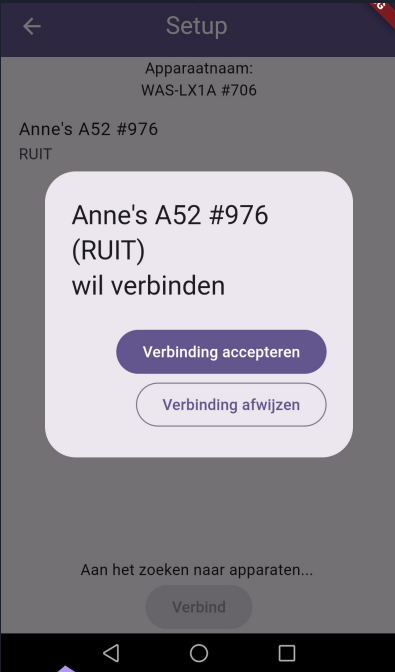 Setup
Apparaatnaam:
WAS-LX1A #706
Anne's A52 #976
RUIT
Anne's A52 #976
(RUIT)
wil verbinden
Verbinding accepteren
Verbinding afwijzen
Aan het zoeken naar apparaten...
Verbind